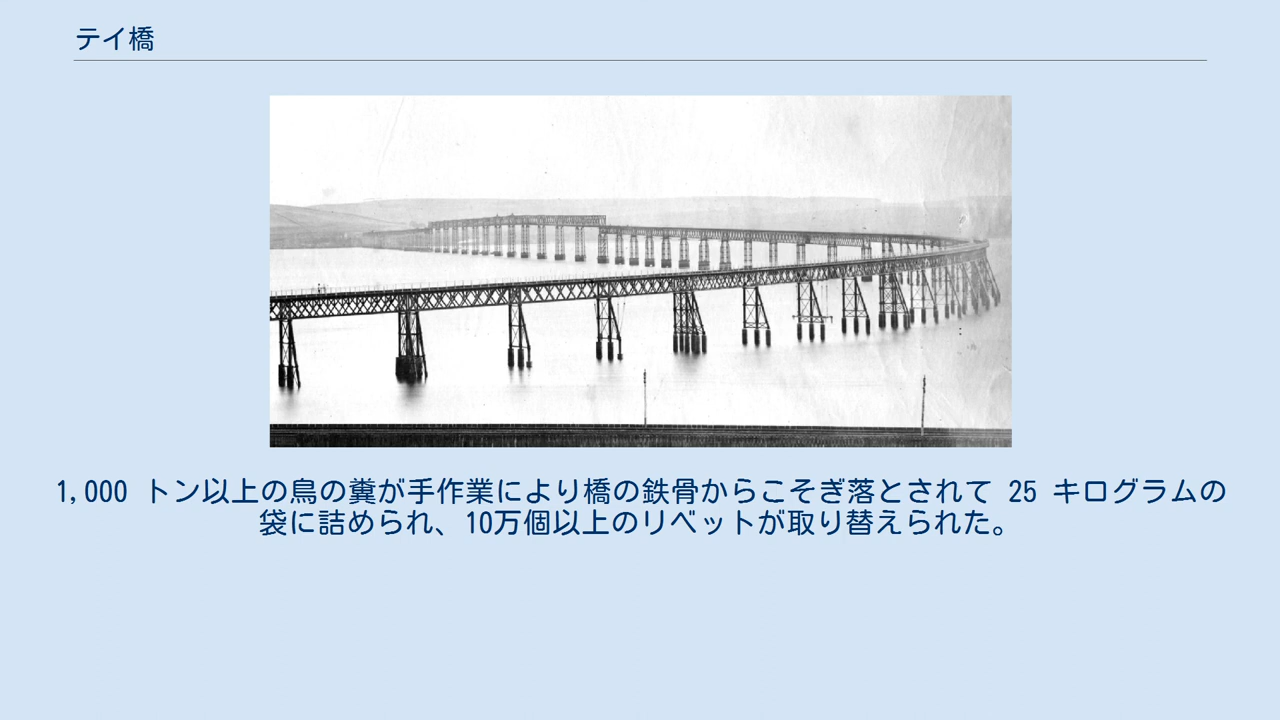 テイ橋
1,000 トン以上の鳥の糞が手作業により橋の鉄骨からこそぎ落とされて 25 キログラムの
袋に詰められ、10万個以上のリベットが取り替えられた。